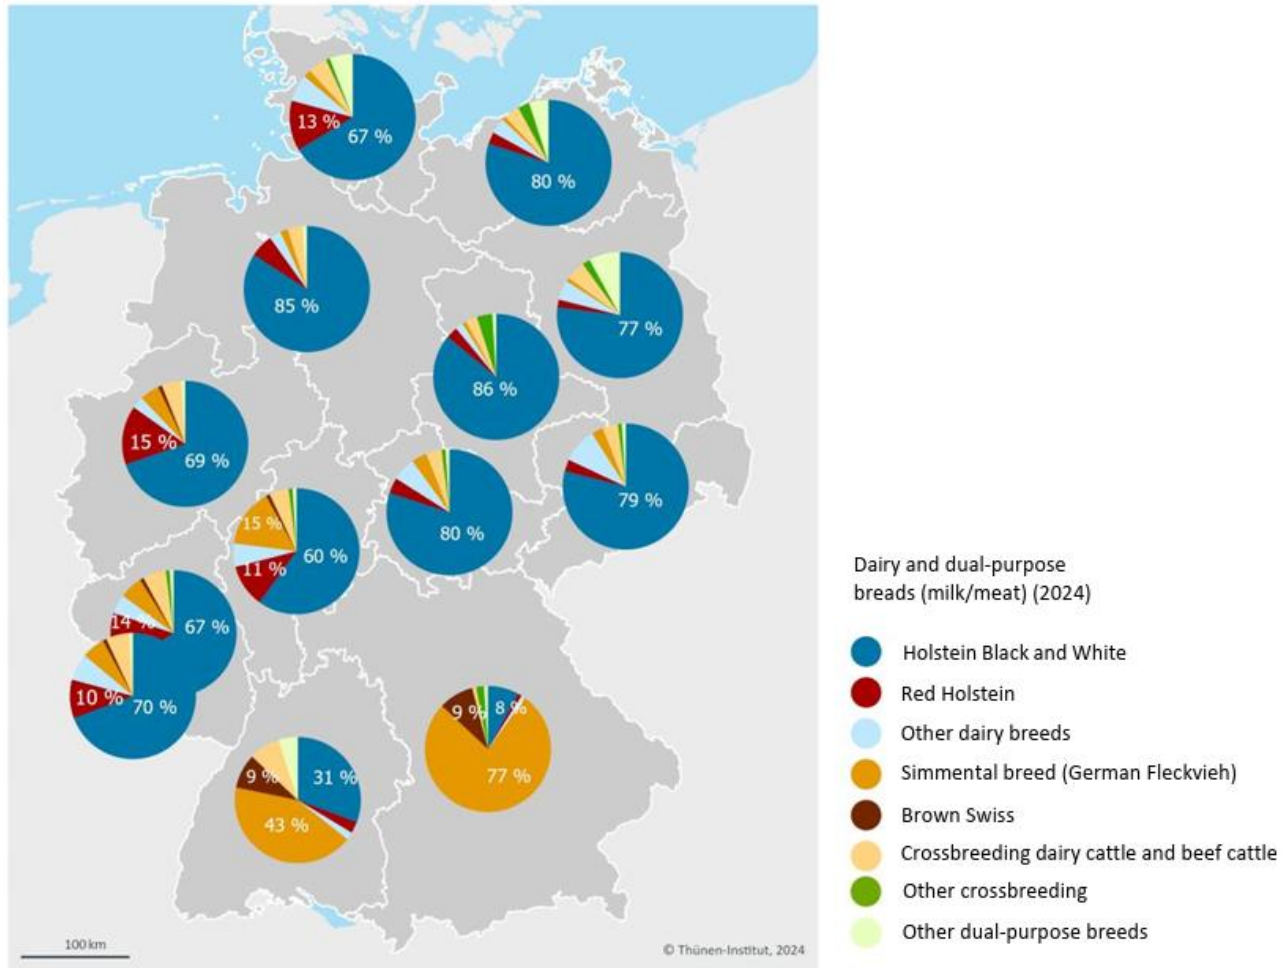 13 %
67 %
80 %
85 %
77 %
86 %
15 %
69 %
79 %
80 %
15 %
60 %
11 %
14 %
67 %
10 %
70 %
9 %
8 %
77 %
9 %
31 %
43 %
100 km
© Thünen-Institut, 2024
Dairy and dual-purpose
breads (milk/meat) (2024)
Holstein Black and White
Red Holstein
Other dairy breeds
Simmental breed (German Fleckvieh)
Brown Swiss
Crossbreeding dairy cattle and beef cattle
Other crossbreeding
Other dual-purpose breeds